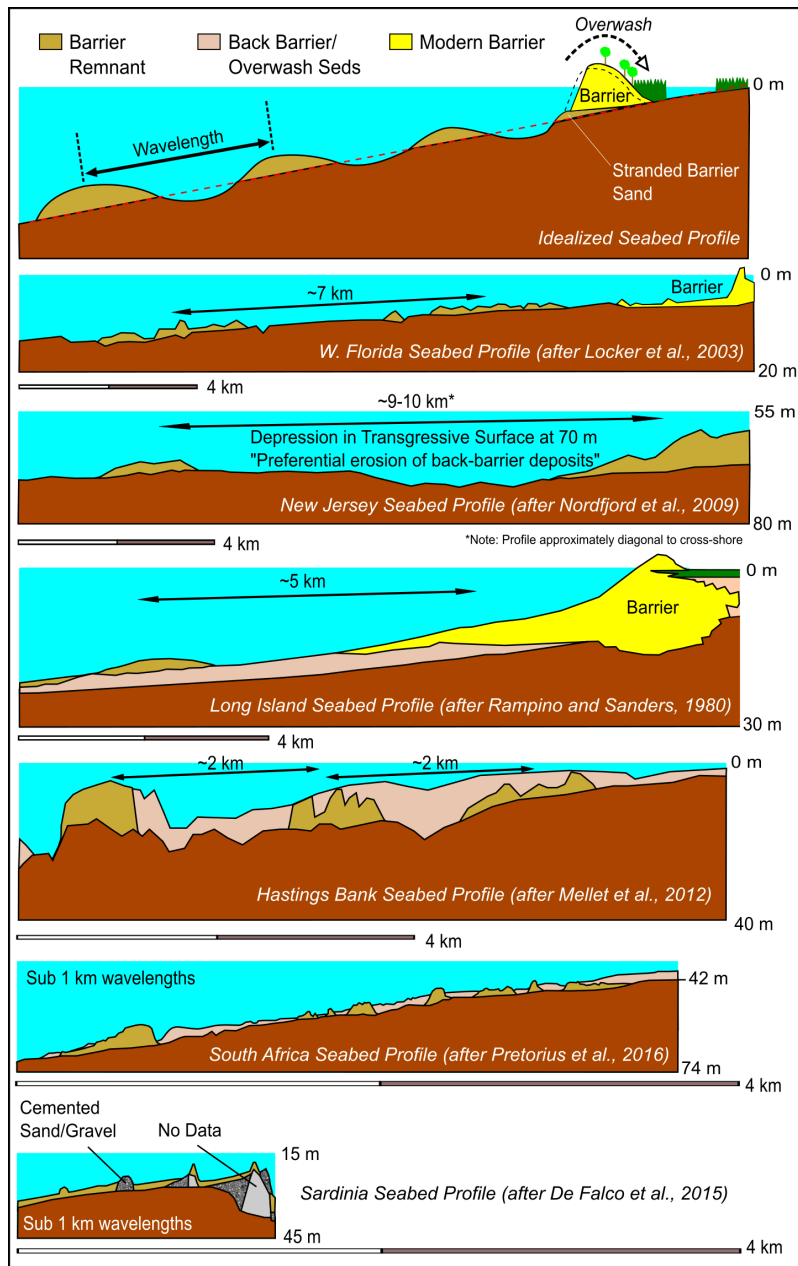 Overwash
Barrier
Remnant
Back Barrier/
Overwash Seds
Modern Barrier
0 m
Barrier
Wavelength
Stranded Barrier
Sand
Idealized Seabed Profile
0 m
Barrier
~7 km
W. Florida Seabed Profile (after Locker et al., 2003)
20 m
4 km
~9-10 km*
55 m
Depression in Transgressive Surface at 70 m
"Preferential erosion of back-barrier deposits"
New Jersey Seabed Profile (after Nordfjord et al., 2009)
80 m
*Note: Profile approximately diagonal to cross-shore
4 km
0 m
~5 km
Barrier
Long Island Seabed Profile (after Rampino and Sanders, 1980)
30 m
4 km
~2 km
~2 km
0 m
Hastings Bank Seabed Profile (after Mellet et al., 2012)
40 m
4 km
Sub 1 km wavelengths
42 m
South Africa Seabed Profile (after Pretorius et al., 2016)
74 m
4 km
Cemented
Sand/Gravel
No Data
15 m
Sardinia Seabed Profile (after De Falco et al., 2015)
Sub 1 km wavelengths
45 m
4 km